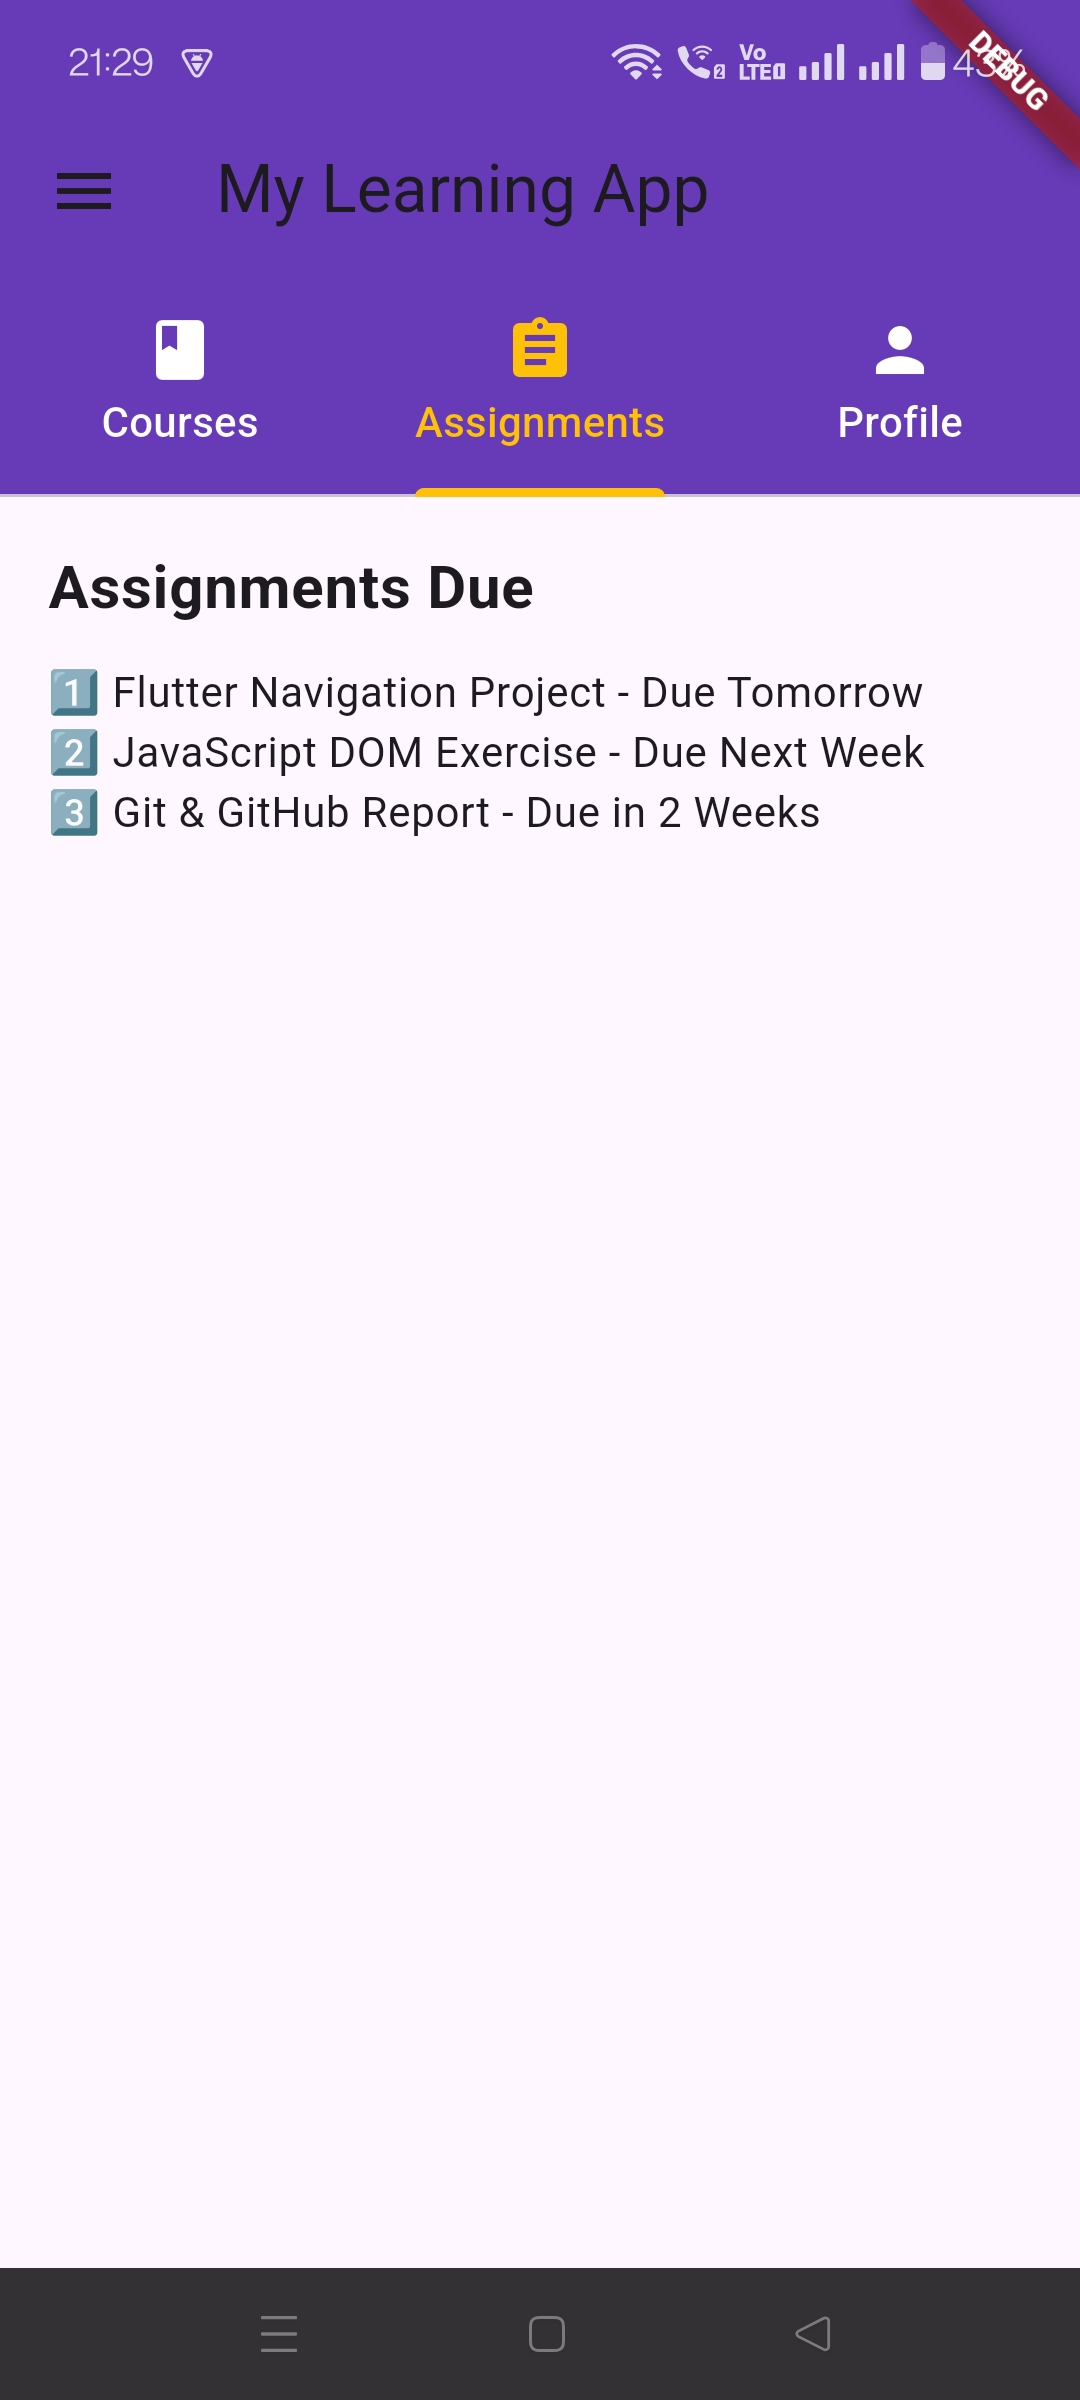 21:29
Vo
LTE
DEBUG
My Learning App
Courses
Assignments
Profile
Assignments Due
1️⃣ Flutter Navigation Project - Due Tomorrow
2️⃣ JavaScript DOM Exercise - Due Next Week
3️⃣ Git & GitHub Report - Due in 2 Weeks